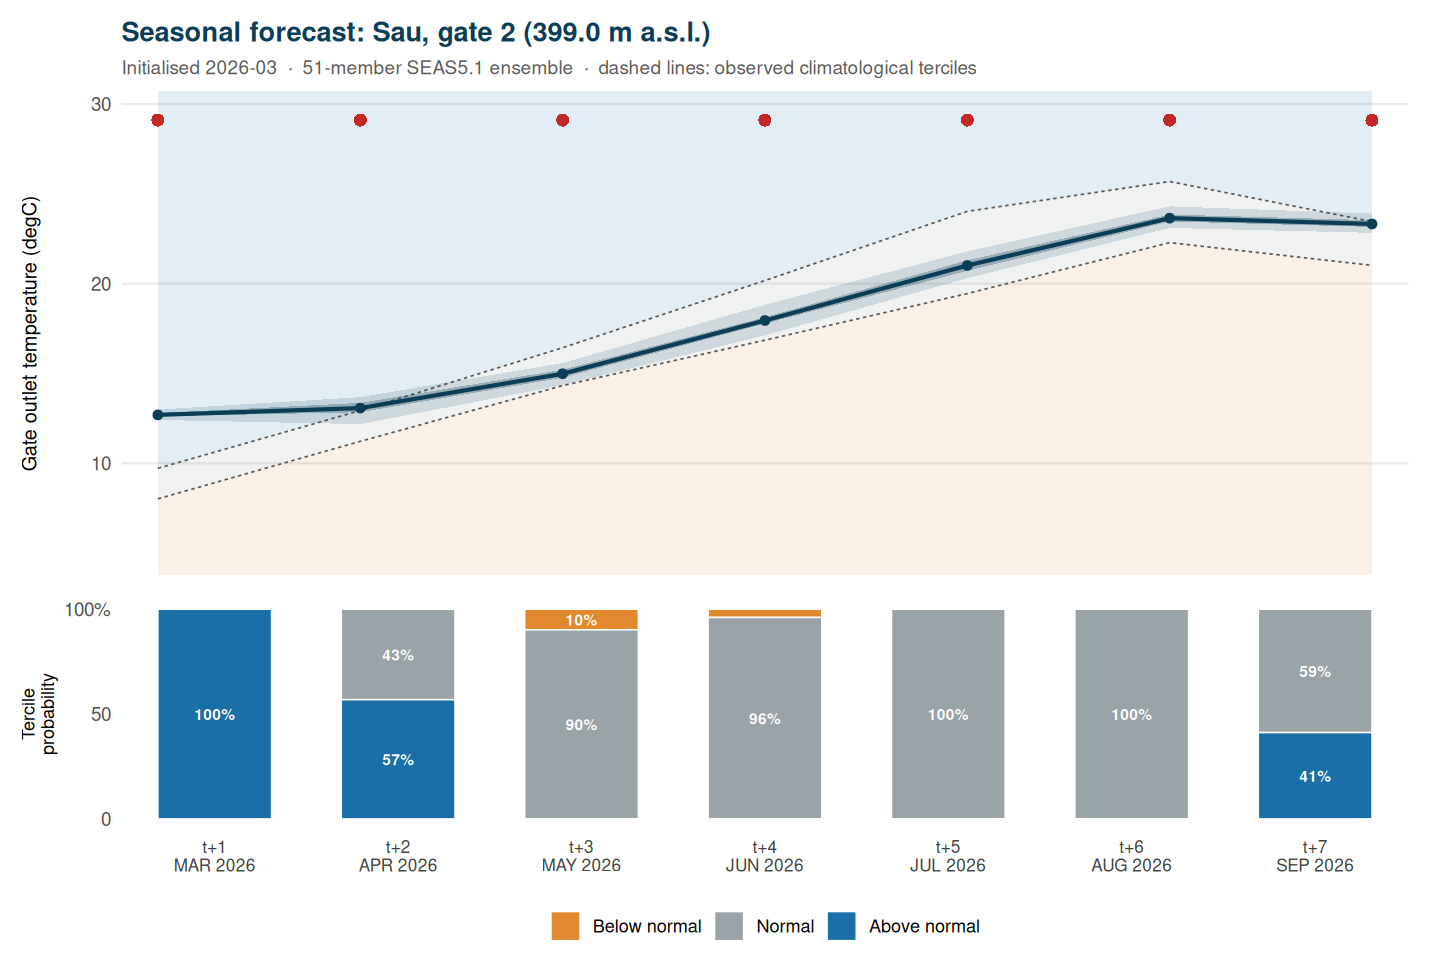 Seasonal forecast: Sau, gate 2 (399.0 m a.s.l.)
Initialised 2026-03 · 51-member SEAS5.1 ensemble · dashed lines: observed climatological terciles
Gate outlet temperature (degC)
30
20
10
Tercile
probability
100%
50
0
100%
43%
57%
10%
90%
96%
100%
100%
59%
41%
t+1
MAR 2026
t+2
APR 2026
t+3
MAY 2026
t+4
JUN 2026
t+5
JUL 2026
t+6
AUG 2026
t+7
SEP 2026
Below normal
Normal
Above normal